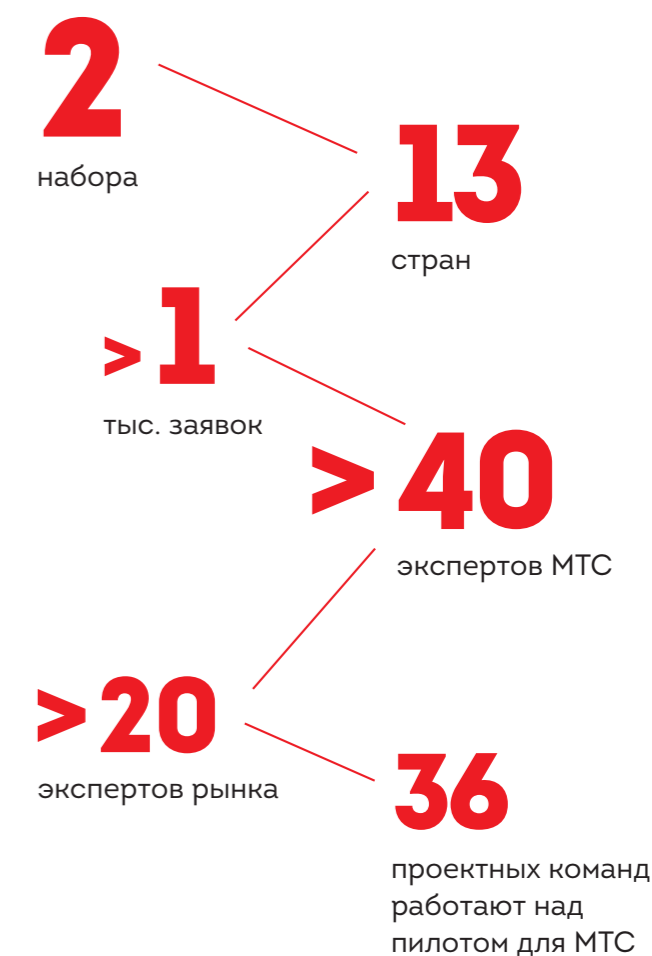 2
набора
13
стран
> 1
тыс. заявок
> 40
экспертов МТС
> 20
экспертов рынка
36
проектных команд
работают над
пилотом для МТС